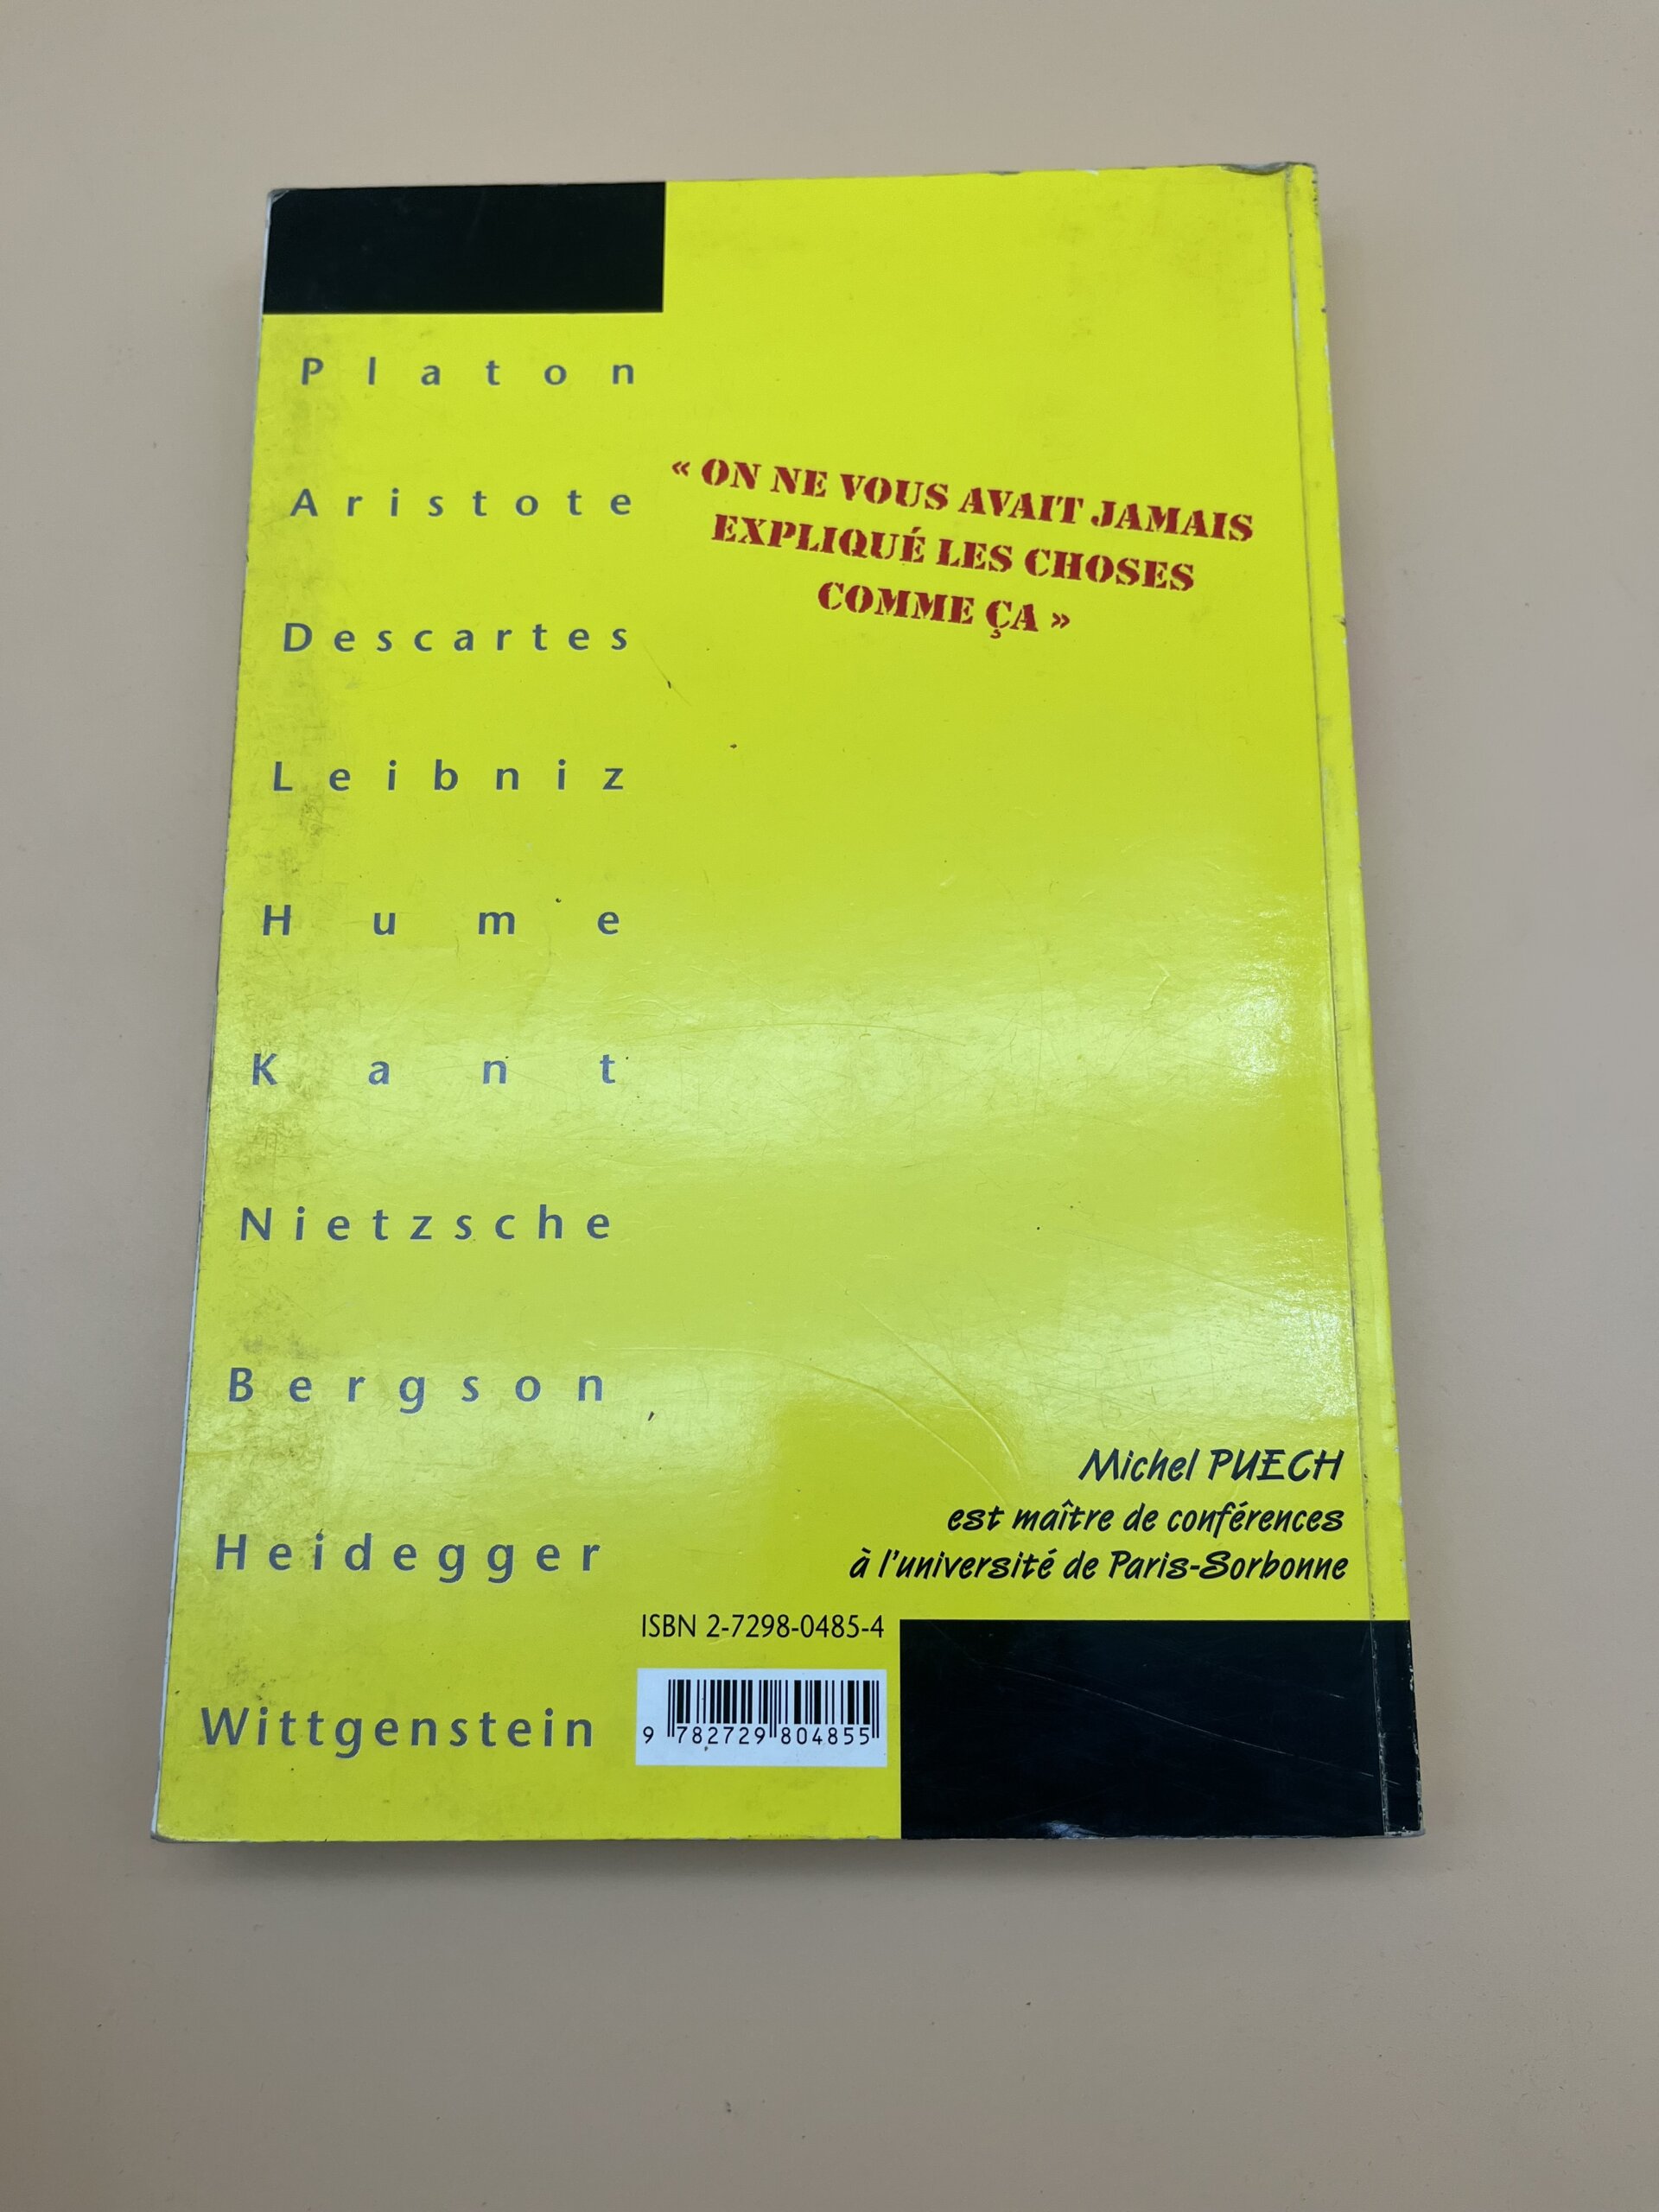 Platon
Aristote
Descartes
Leibniz
Hume
Kant
Nietzsche
Bergson
Heidegger
Wittgenstein
« ON NE VOUS AVAIT JAMAIS
EXPLIQUÉ LES CHOSES
COMME ÇA »
Michel PUECH
est maître de conférences
à l'université de Paris-Sorbonne
ISBN 2-7298-0485-4
9 782729 804855